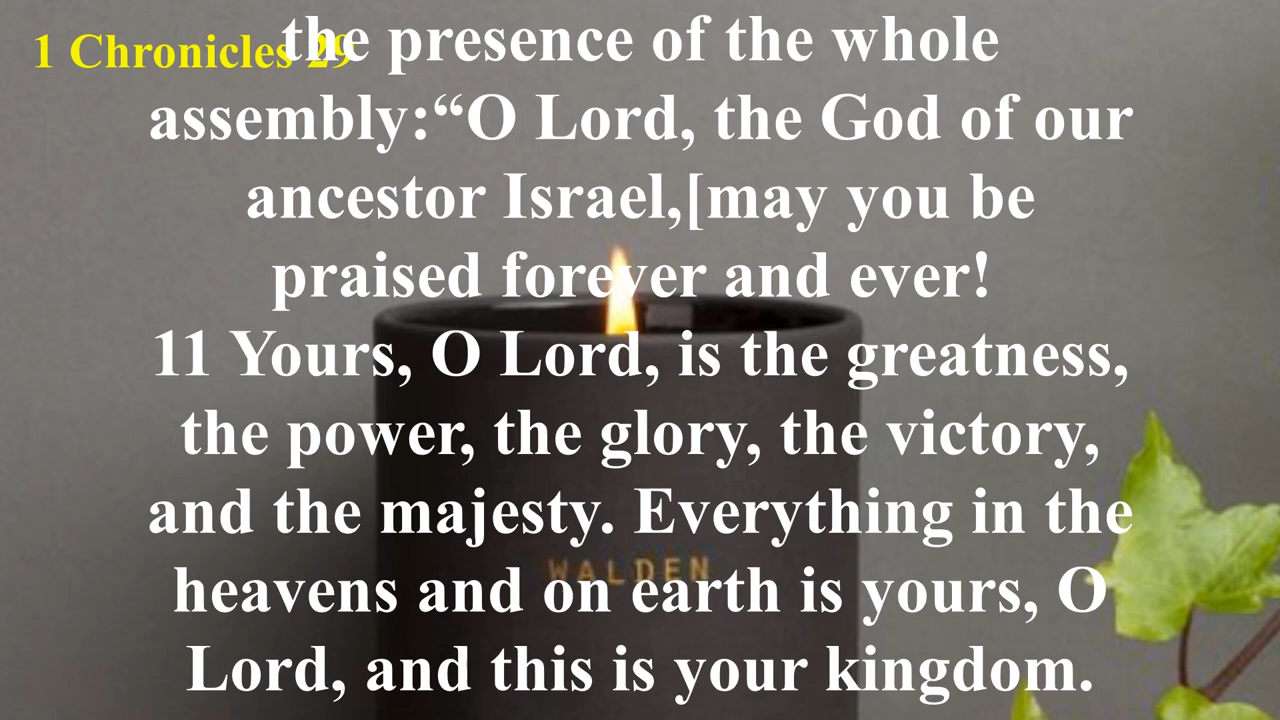 1 Chronicles 29
the presence of the whole
assembly:“O Lord, the God of our
ancestor Israel,[may you be
praised forever and ever!
11 Yours, O Lord, is the greatness,
the power, the glory, the victory,
and the majesty. Everything in the
heavens and on earth is yours, O
Lord, and this is your kingdom.
WALDEN